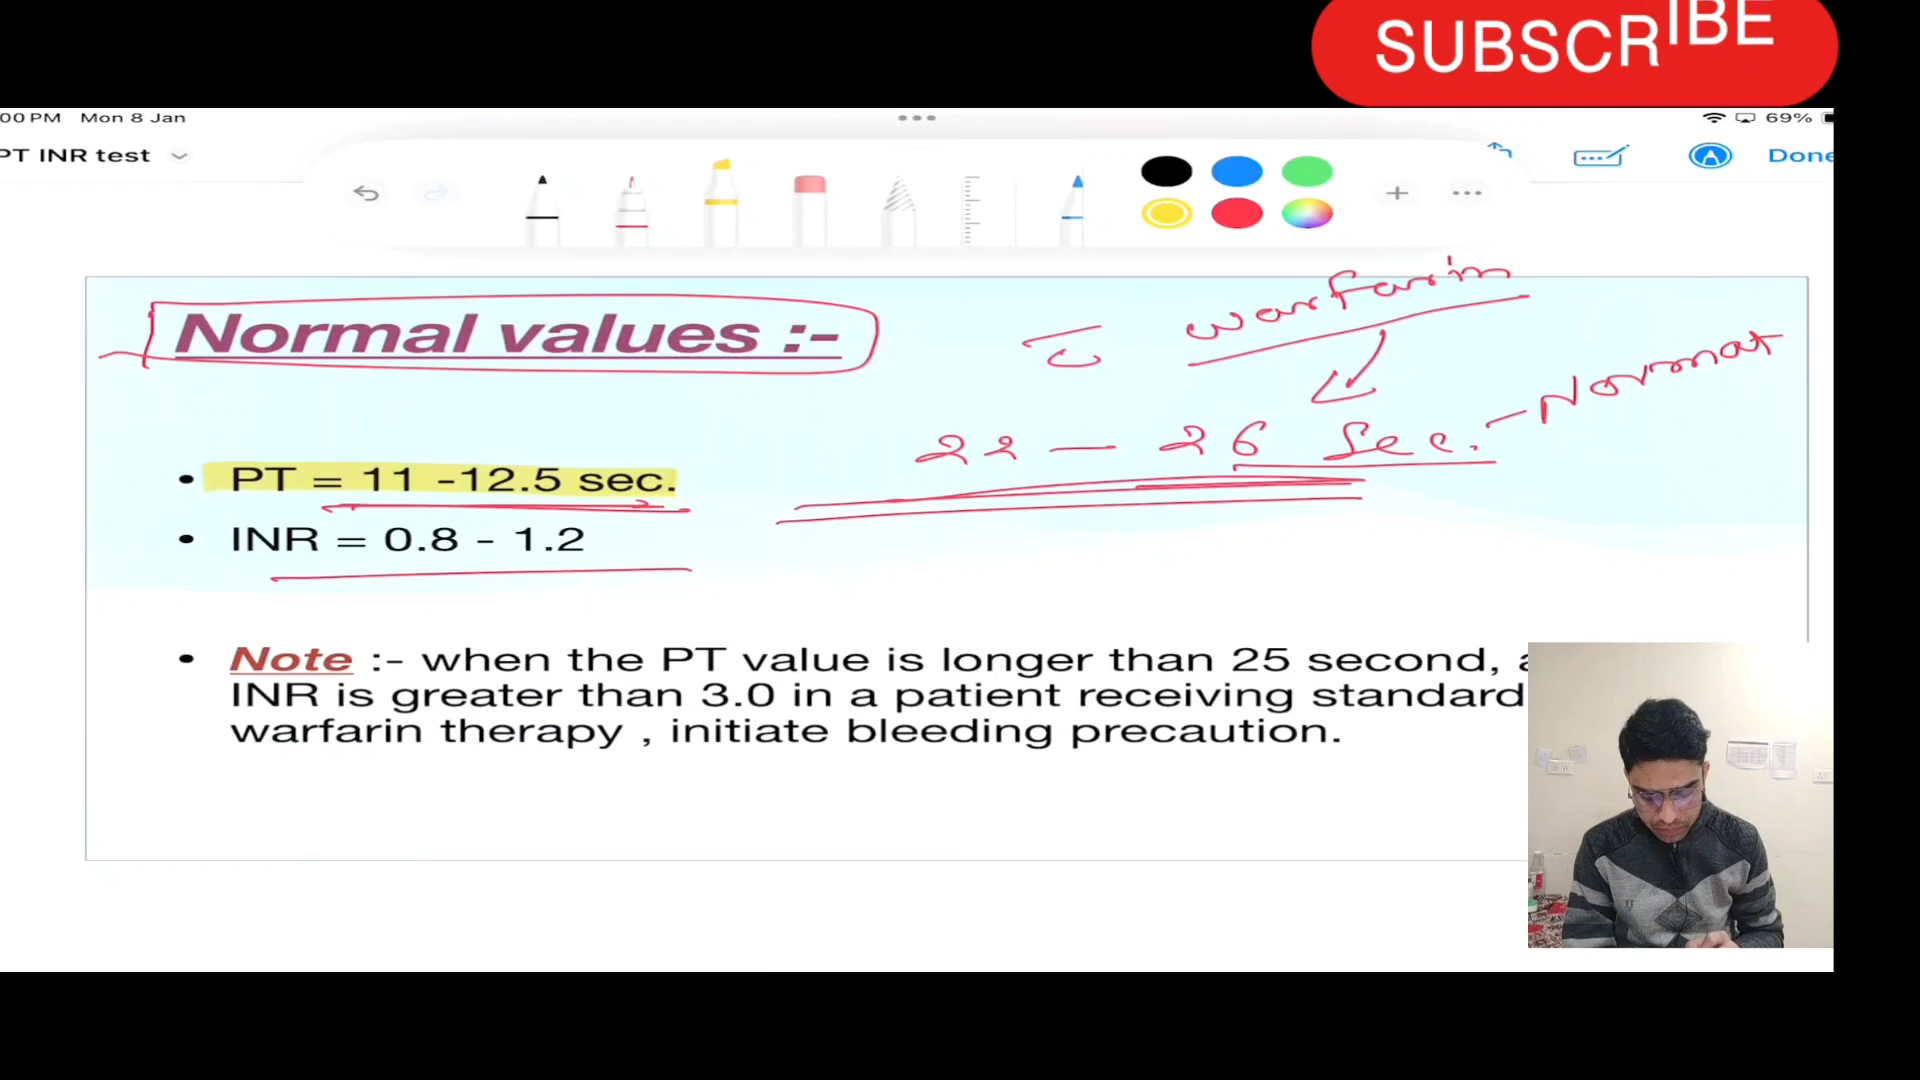 SUBSCRIBE
00 PM Mon 8 Jan
69%
PT INR test
Done
Normal values :-
c warfarin
22 - 26 Sec. - Normal
• PT = 11 -12.5 sec.
• INR = 0.8 - 1.2
• Note :- when the PT value is longer than 25 second,
INR is greater than 3.0 in a patient receiving standard
warfarin therapy , initiate bleeding precaution.